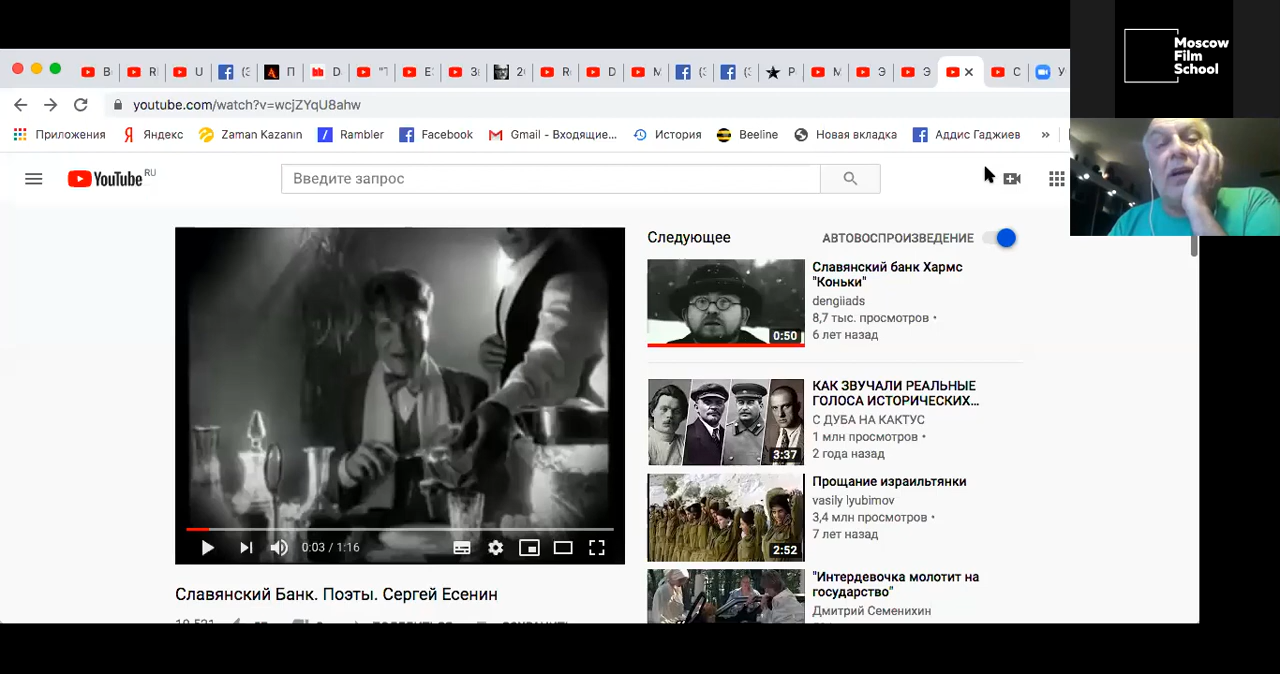 Moscow
Film
School
youtube.com/watch?v=wcjZYqU8ahw
Приложения
Яндекс
Zaman Kazanın
Rambler
Facebook
Gmail - Входящие...
История
Beeline
Новая вкладка
Аддис Гаджиев
»
YouTube RU
Введите запрос
Следующее
АВТОВОСПРОИЗВЕДЕНИЕ
Славянский банк Хармс
"Коньки"
dengiiads
8,7 тыс. просмотров •
6 лет назад
0:50
КАК ЗВУЧАЛИ РЕАЛЬНЫЕ
ГОЛОСА ИСТОРИЧЕСКИХ...
С ДУБА НА КАКТУС
1 млн просмотров •
2 года назад
3:37
Прощание израильтянки
vasily lyubimov
3,4 млн просмотров •
7 лет назад
2:52
"Интердевочка молотит на
государство"
Дмитрий Семенихин
0:03 / 1:16
Славянский Банк. Поэты. Сергей Есенин